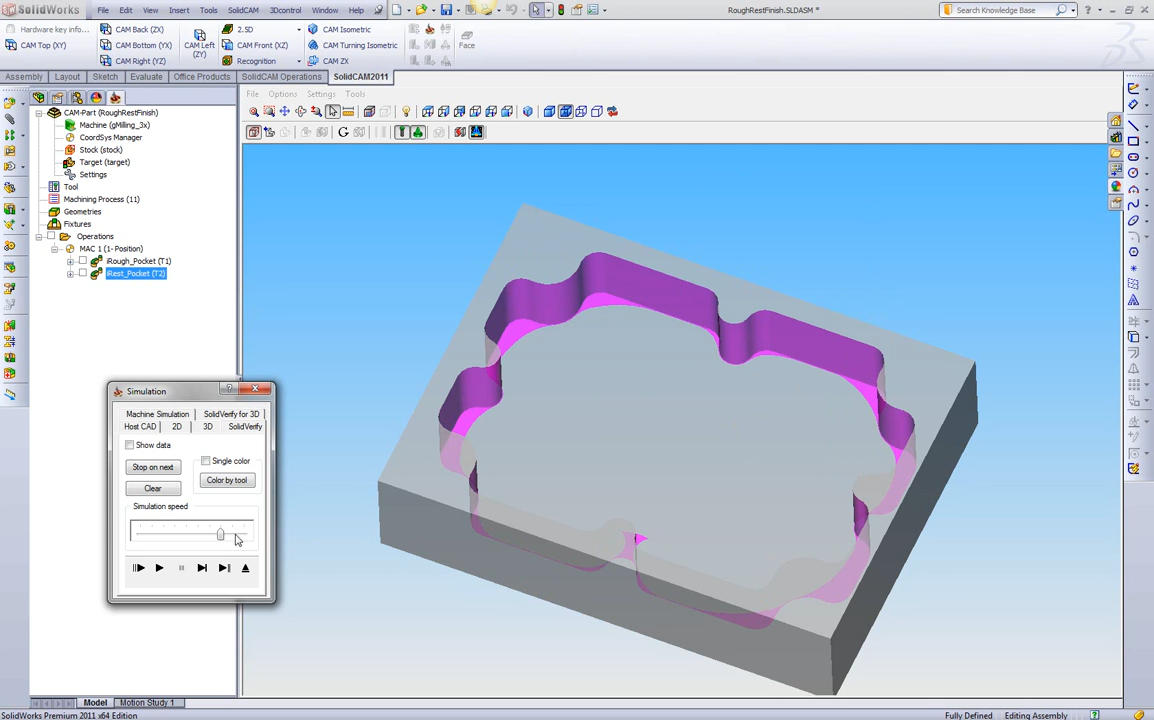 SolidWorks File Edit View Insert Tools SolidCAM 3Dcontrol Window Help RoughRestFinish.SLDASM * Search Knowledge Base
Hardware key info... CAM Back (ZX) 2.5D CAM Isometric
CAM Top (XY) CAM Bottom (YX) CAM Left (ZY) CAM Front (XZ) CAM Turning Isometric Face
CAM Right (YZ) Recognition CAM ZX
Assembly Layout Sketch Evaluate Office Products SolidCAM Operations SolidCAM2011
File Options Settings Tools
CAM-Part (RoughRestFinish)
Machine (gMilling_3x)
CoordSys Manager
Stock (stock)
Target (target)
Settings
Tool
Machining Process (11)
Geometries
Fixtures
Operations
MAC 1 (1- Position)
iRough_Pocket (T1)
iRest_Pocket (T2)
Simulation
Machine Simulation SolidVerify for 3D
Host CAD 2D 3D SolidVerify
Show data
Stop on next Single color
Clear Color by tool
Simulation speed
Model Motion Study 1
SolidWorks Premium 2011 x64 Edition Fully Defined Editing Assembly